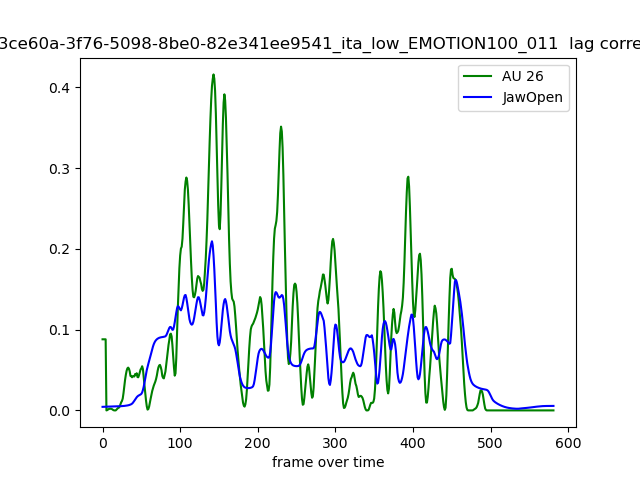 3ce60a-3f76-5098-8be0-82e341ee9541_ita_low_EMOTION100_011 lag corre
AU 26
JawOpen
0.4
0.3
0.2
0.1
0.0
0 100 200 300 400 500 600
frame over time